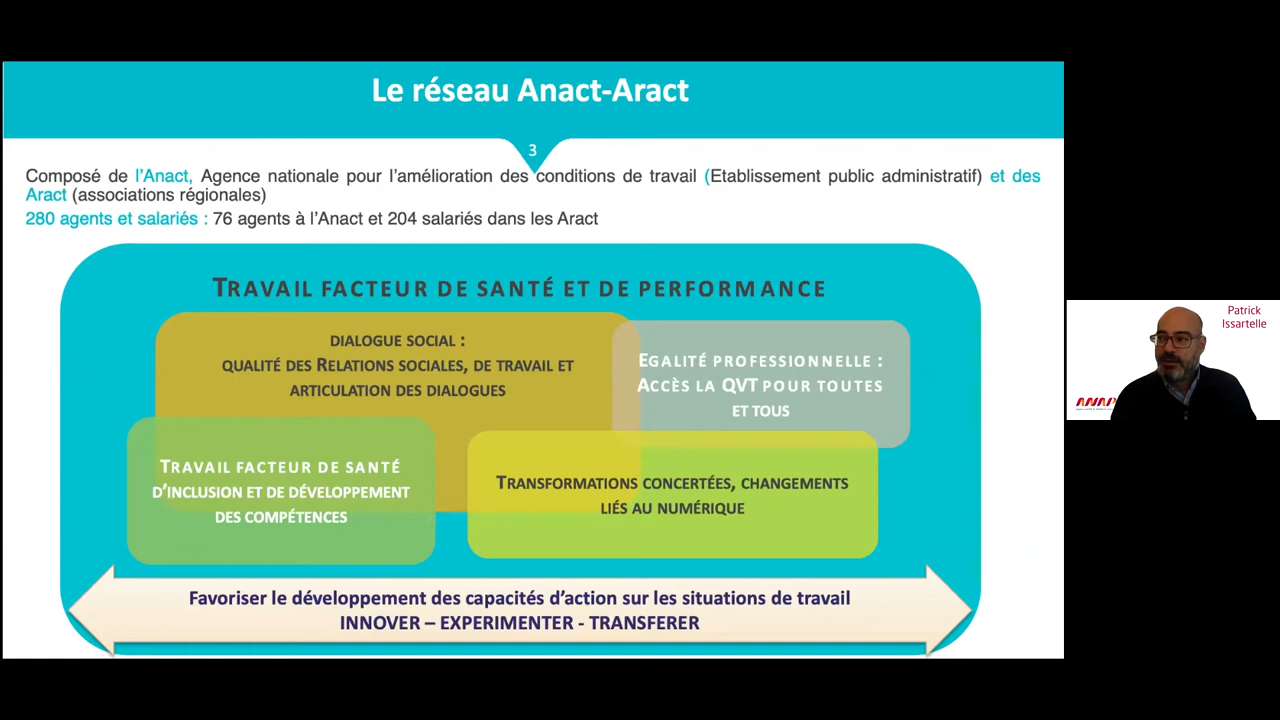 Le réseau Anact-Aract
3
Composé de l'Anact, Agence nationale pour l'amélioration des conditions de travail (Etablissement public administratif) et des
Aract (associations régionales)
280 agents et salariés : 76 agents à l'Anact et 204 salariés dans les Aract
TRAVAIL FACTEUR DE SANTÉ ET DE PERFORMANCE
DIALOGUE SOCIAL :
QUALITÉ DES RELATIONS SOCIALES, DE TRAVAIL ET
ARTICULATION DES DIALOGUES
EGALITÉ PROFESSIONNELLE :
ACCÈS LA QVT POUR TOUTES
ET TOUS
TRAVAIL FACTEUR DE SANTÉ
D'INCLUSION ET DE DÉVELOPPEMENT
DES COMPÉTENCES
TRANSFORMATIONS CONCERTÉES, CHANGEMENTS
LIÉS AU NUMÉRIQUE
Favoriser le développement des capacités d'action sur les situations de travail
INNOVER – EXPERIMENTER - TRANSFERER
Patrick
Issartelle
ANAP